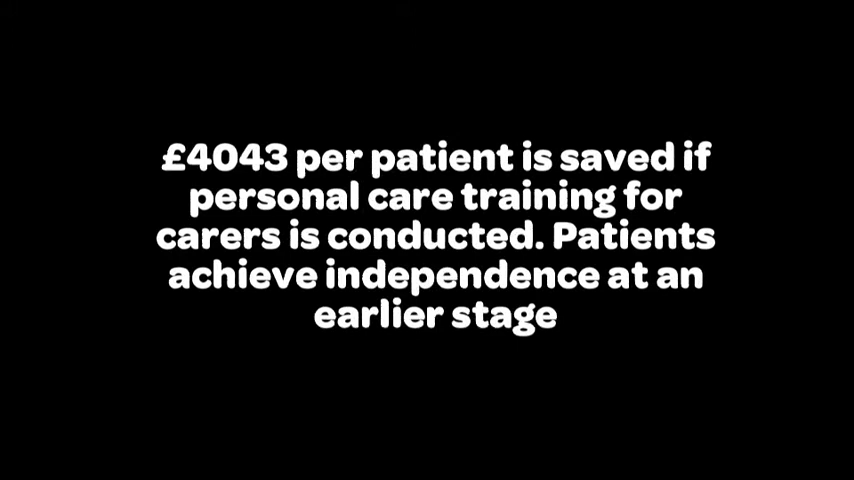 £4043 per patient is saved if
personal care training for
carers is conducted. Patients
achieve independence at an
earlier stage